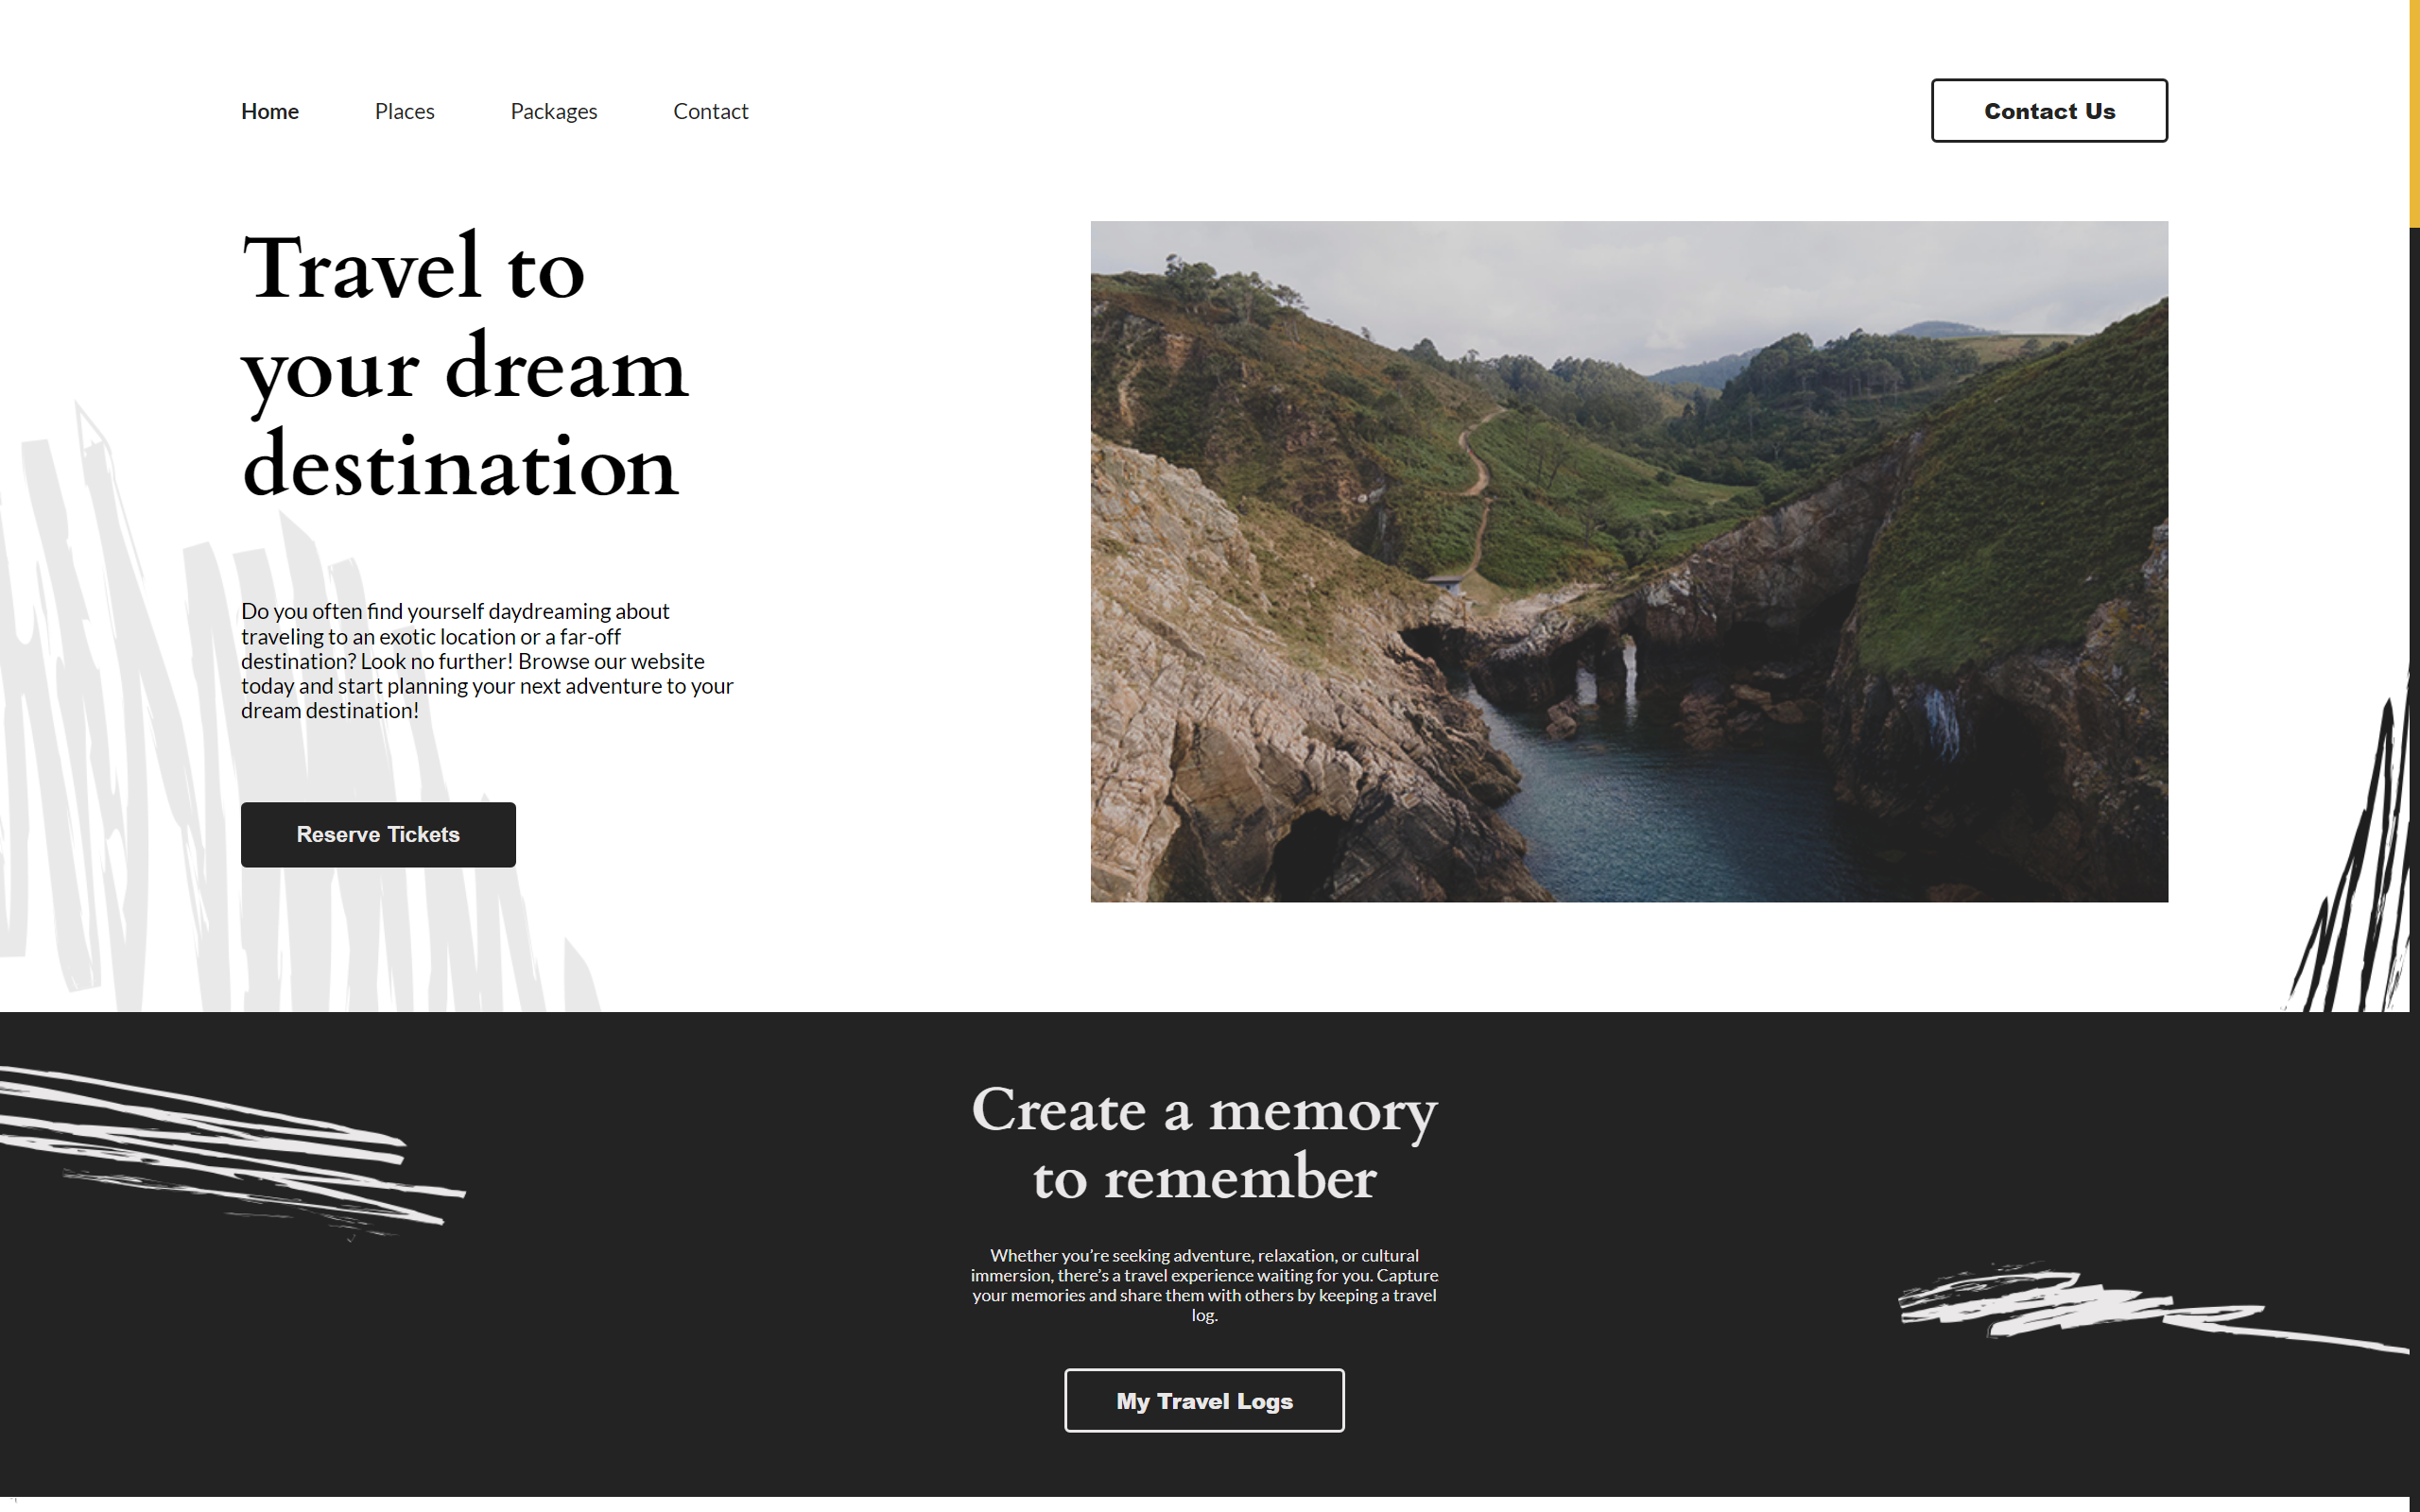 Home Places Packages Contact Contact Us
Travel to
your dream
destination
Do you often find yourself daydreaming about
traveling to an exotic location or a far-off
destination? Look no further! Browse our website
today and start planning your next adventure to your
dream destination!
Reserve Tickets
Create a memory
to remember
Whether you’re seeking adventure, relaxation, or cultural
immersion, there’s a travel experience waiting for you. Capture
your memories and share them with others by keeping a travel
log.
My Travel Logs